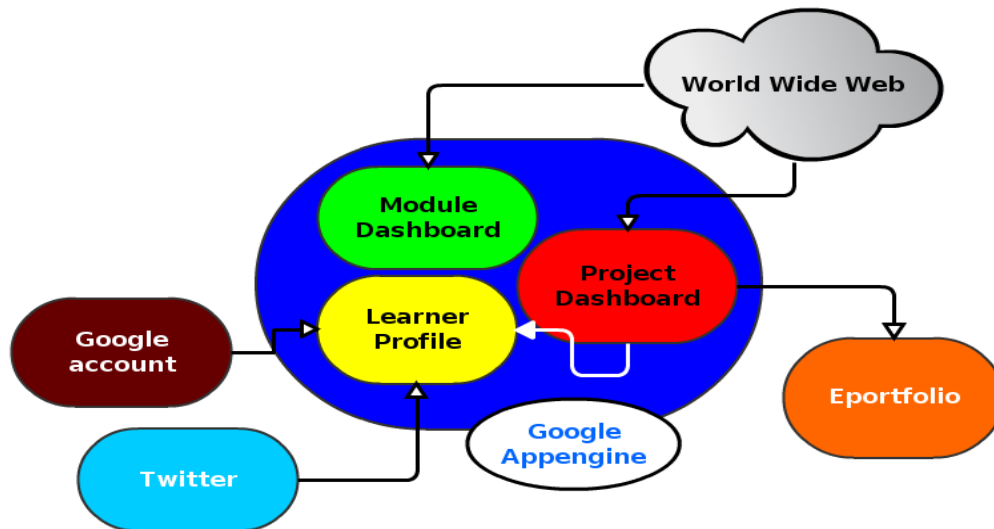 World Wide Web
Module
Dashboard
Project
Dashboard
Learner
Profile
Google
account
Eportfolio
Google
Appengine
Twitter